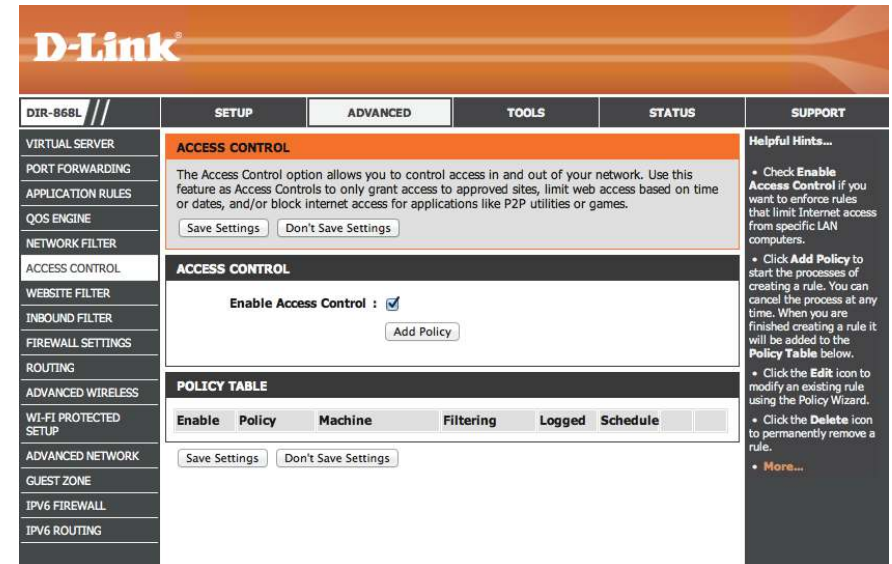 D-Link®
DIR-868L // SETUP ADVANCED TOOLS STATUS SUPPORT
VIRTUAL SERVER
PORT FORWARDING
APPLICATION RULES
QOS ENGINE
NETWORK FILTER
ACCESS CONTROL
WEBSITE FILTER
INBOUND FILTER
FIREWALL SETTINGS
ROUTING
ADVANCED WIRELESS
WI-FI PROTECTED
SETUP
ADVANCED NETWORK
GUEST ZONE
IPV6 FIREWALL
IPV6 ROUTING
ACCESS CONTROL
The Access Control option allows you to control access in and out of your network. Use this
feature as Access Controls to only grant access to approved sites, limit web access based on time
or dates, and/or block internet access for applications like P2P utilities or games.
Save Settings Don't Save Settings
ACCESS CONTROL
Enable Access Control :
Add Policy
POLICY TABLE
Enable Policy Machine Filtering Logged Schedule
Save Settings Don't Save Settings
Helpful Hints...
• Check Enable
Access Control if you
want to enforce rules
that limit Internet access
from specific LAN
computers.
• Click Add Policy to
start the processes of
creating a rule. You can
cancel the process at any
time. When you are
finished creating a rule it
will be added to the
Policy Table below.
• Click the Edit icon to
modify an existing rule
using the Policy Wizard.
• Click the Delete icon
to permanently remove a
rule.
• More...